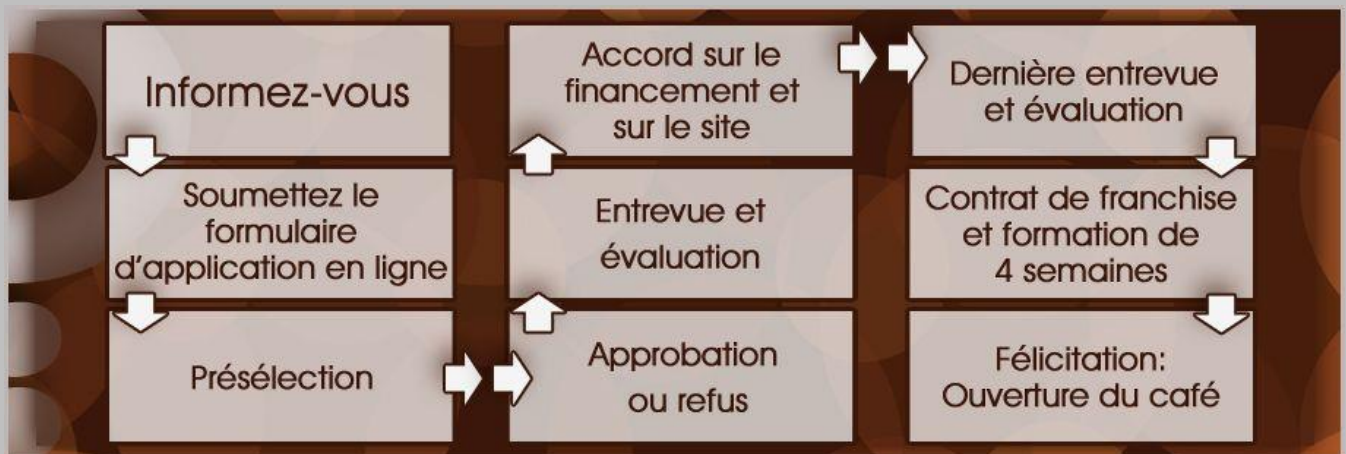 Informez-vous
Soumettez le
formulaire
d'application en ligne
Présélection
Approbation
ou refus
Entrevue et
évaluation
Accord sur le
financement et
sur le site
Dernière entrevue
et évaluation
Contrat de franchise
et formation de
4 semaines
Félicitation:
Ouverture du café